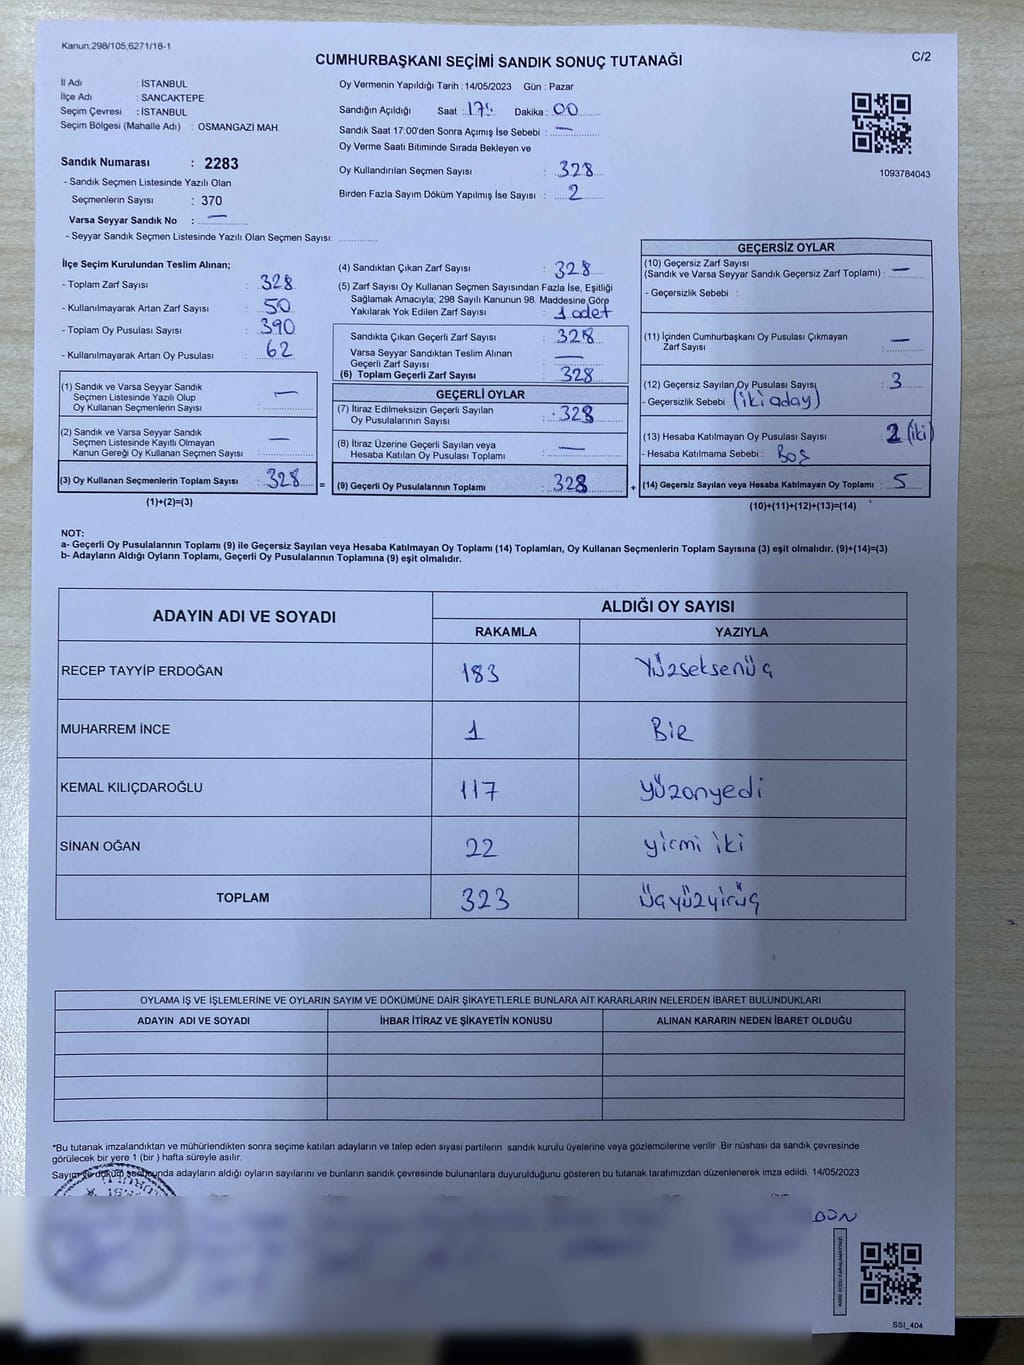 Kanun;298/105;6271/18-1
C/2
CUMHURBAŞKANI SEÇİMİ SANDIK SONUÇ TUTANAĞI
İl Adı : İSTANBUL
İlçe Adı : SANCAKTEPE
Seçim Çevresi : İSTANBUL
Seçim Bölgesi (Mahalle Adı) : OSMANGAZİ MAH.
Sandık Numarası : 2283
- Sandık Seçmen Listesinde Yazılı Olan
Seçmenlerin Sayısı : 370
Varsa Seyyar Sandık No : —
- Seyyar Sandık Seçmen Listesinde Yazılı Olan Seçmen Sayısı:
Oy Vermenin Yapıldığı Tarih : 14/05/2023 Gün : Pazar
Sandığın Açıldığı Saat : 17: Dakika : 00
Sandık Saat 17:00'den Sonra Açımış İse Sebebi : —
Oy Verme Saati Bitiminde Sırada Bekleyen ve
Oy Kullandırılan Seçmen Sayısı : 328
Birden Fazla Sayım Döküm Yapılmış İse Sayısı : 2
1093784043
İlçe Seçim Kurulundan Teslim Alınan;
- Toplam Zarf Sayısı : 328
- Kullanılmayarak Artan Zarf Sayısı : 50
- Toplam Oy Pusulası Sayısı : 390
- Kullanılmayarak Artan Oy Pusulası : 62
(1) Sandık ve Varsa Seyyar Sandık
Seçmen Listesinde Yazılı Olup
Oy Kullanan Seçmenlerin Sayısı : —
(2) Sandık ve Varsa Seyyar Sandık
Seçmen Listesinde Kayıtlı Olmayan
Kanun Gereği Oy Kullanan Seçmen Sayısı : —
(3) Oy Kullanan Seçmenlerin Toplam Sayısı : 328 =
(1)+(2)=(3)
(4) Sandıktan Çıkan Zarf Sayısı : 328
(5) Zarf Sayısı Oy Kullanan Seçmen Sayısından Fazla İse, Eşitliği
Sağlamak Amacıyla, 298 Sayılı Kanunun 98. Maddesine Görp
Yakılarak Yok Edilen Zarf Sayısı : 1 adet
Sandıkta Çıkan Geçerli Zarf Sayısı : 328
Varsa Seyyar Sandıktan Teslim Alınan
Geçerli Zarf Sayısı : —
(6) Toplam Geçerli Zarf Sayısı : 328
GEÇERLİ OYLAR
(7) İtiraz Edilmeksizin Geçerli Sayılan
Oy Pusulasının Sayısı : 328
(8) İtiraz Üzerine Geçerli Sayılan veya
Hesaba Katılan Oy Pusulası Toplamı : —
(9) Geçerli Oy Pusulalarının Toplamı : 328 +
GEÇERSİZ OYLAR
(10) Geçersiz Zarf Sayısı
(Sandık ve Varsa Seyyar Sandık Geçersiz Zarf Toplamı) : —
- Geçersizlik Sebebi :
(11) İçinden Cumhurbaşkanı Oy Pusulası Çıkmayan
Zarf Sayısı : —
(12) Geçersiz Sayılan Oy Pusulası Sayısı : 3
- Geçersizlik Sebebi : (iki aday)
(13) Hesaba Katılmayan Oy Pusulası Sayısı : 2 (iki)
- Hesaba Katılmama Sebebi : Boş
(14) Geçersiz Sayılan veya Hesaba Katılmayan Oy Toplamı : 5
(10)+(11)+(12)+(13)=(14)
NOT:
a- Geçerli Oy Pusulalarının Toplamı (9) ile Geçersiz Sayılan veya Hesaba Katılmayan Oy Toplamı (14) Toplamları, Oy Kullanan Seçmenlerin Toplam Sayısına (3) eşit olmalıdır. (9)+(14)=(3)
b- Adayların Aldığı Oyların Toplamı, Geçerli Oy Pusulalarının Toplamına (9) eşit olmalıdır.
ADAYIN ADI VE SOYADI
ALDIĞI OY SAYISI
RAKAMLA YAZIYLA
RECEP TAYYİP ERDOĞAN 183 Yüzseksenüç
MUHARREM İNCE 1 Bir
KEMAL KILIÇDAROĞLU 117 yüzonyedi
SİNAN OĞAN 22 yirmi iki
TOPLAM 323 üçyüzyirüç
OYLAMA İŞ VE İŞLEMLERİNE VE OYLARIN SAYIM VE DÖKÜMÜNE DAİR ŞİKAYETLERLE BUNLARA AİT KARARLARIN NELERDEN İBARET BULUNDUKLARI
ADAYIN ADI VE SOYADI İHBAR İTİRAZ VE ŞİKAYETİN KONUSU ALINAN KARARIN NEDEN İBARET OLDUĞU
*Bu tutanak imzalandıktan ve mühürlendikten sonra seçime katılan adayların ve talep eden siyasi partilerin sandık kurulu üyelerine veya gözlemcilerine verilir .Bir nüshası da sandık çevresinde
görülecek bir yere 1 (bir ) hafta süreyle asılır.
Sayım ve döküm sonucunda adayların aldığı oyların sayılarını ve bunların sandık çevresinde bulunanlara duyurulduğunu gösteren bu tutanak tarafımızdan düzenlenerek imza edildi. 14/05/2023
KARE KODU KARALAMAYINIZ!
SSI_404